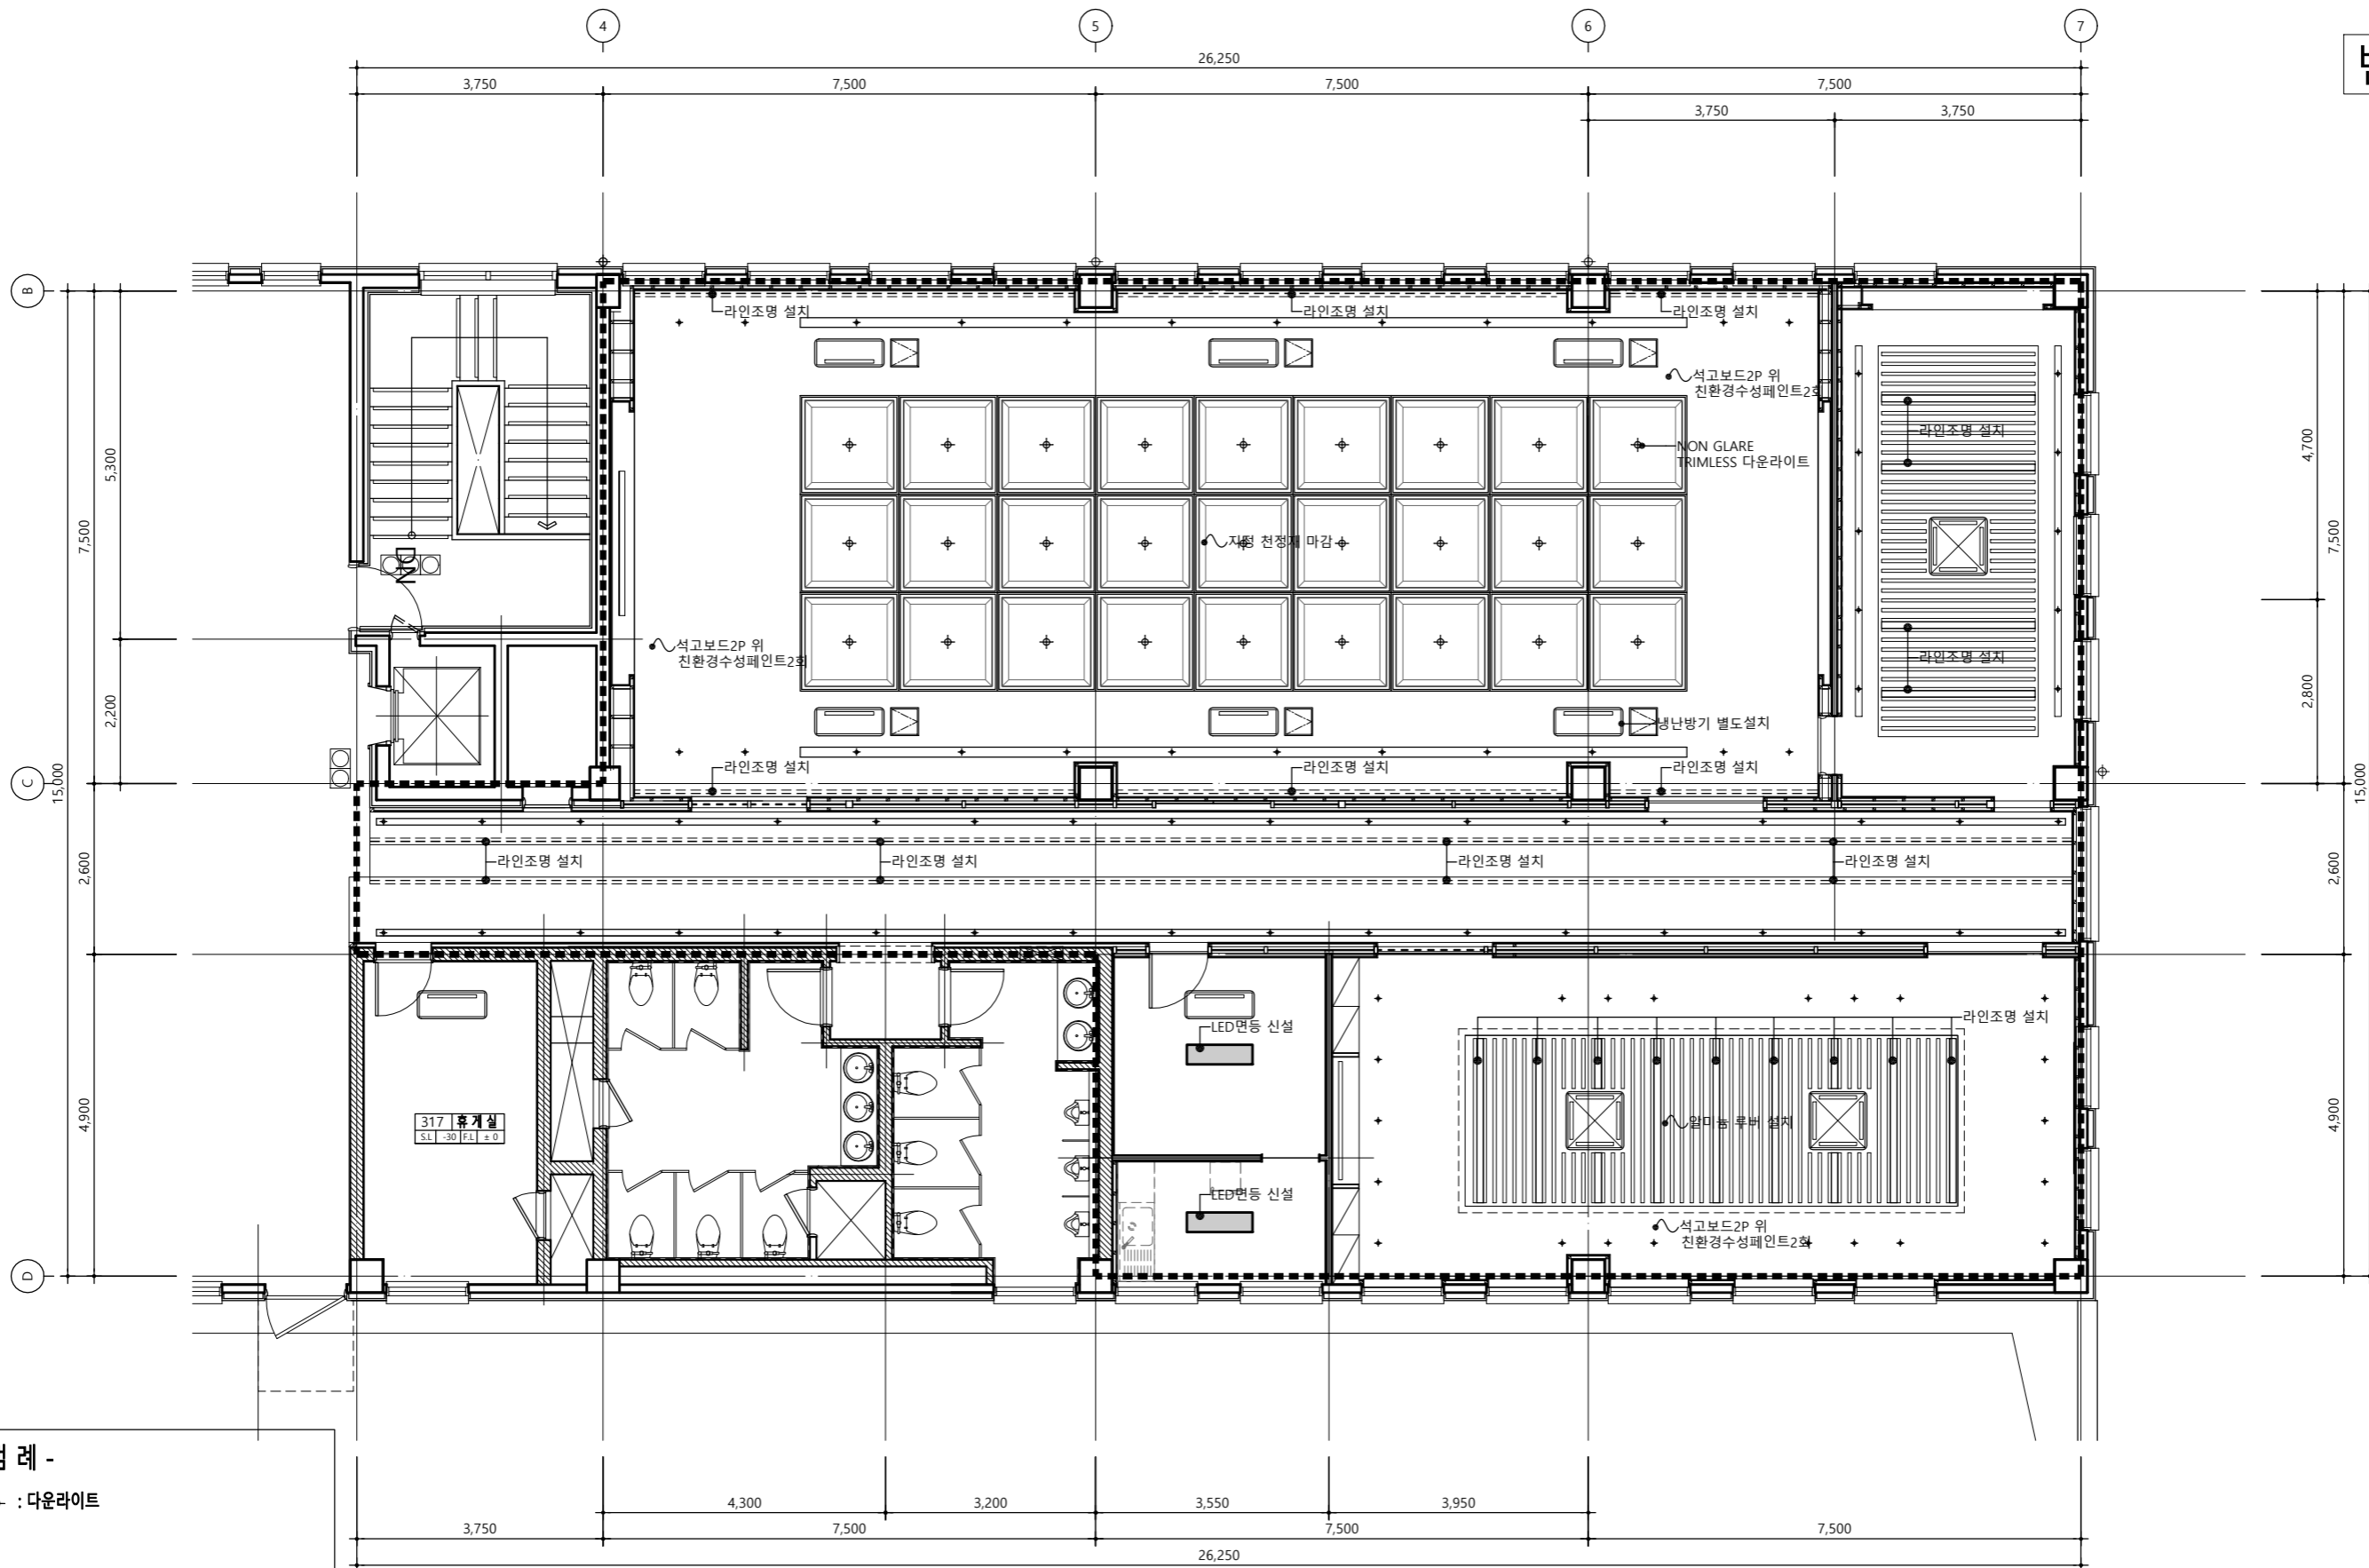 4
5
6
7
26,250
3,750
7,500
7,500
7,500
3,750
3,750
B
라인조명 설치
라인조명 설치
라인조명 설치
석고보드2P 위
친환경수성페인트2회
라인조명 설치
NON GLARE
TRIMLESS 다운라이트
5,300
4,700
7,500
7,500
지정 천정재 마감
DN
석고보드2P 위
친환경수성페인트2회
라인조명 설치
2,200
2,800
냉난방기 별도설치
라인조명 설치
라인조명 설치
라인조명 설치
C
15,000
15,000
2,600
2,600
라인조명 설치
라인조명 설치
라인조명 설치
라인조명 설치
LED면등 신설
라인조명 설치
4,900
4,900
317 휴게실
S.L -30 F.L ± 0
알미늄 루버 설치
LED면등 신설
석고보드2P 위
친환경수성페인트2회
D
례 -
: 다운라이트
4,300
3,200
3,550
3,950
3,750
7,500
7,500
7,500
26,250